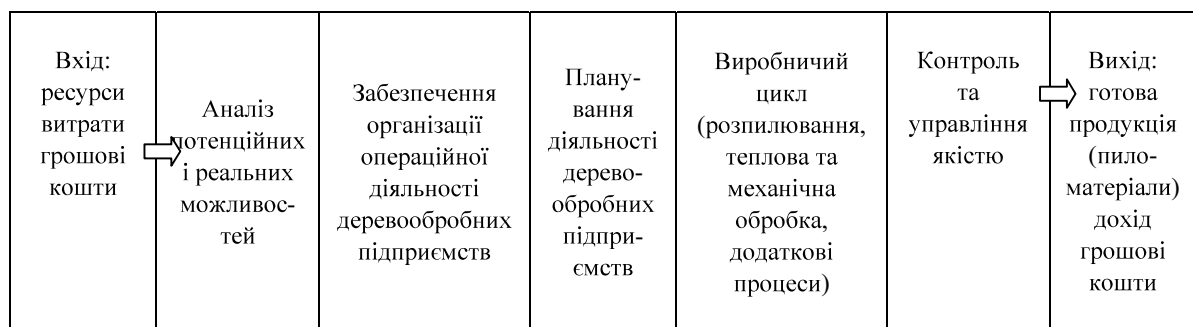 Вхід:
ресурси
витрати
грошові
кошти
Аналіз
потенційних
і реальних
можливос-
тей
Забезпечення
організації
операційної
діяльності
деревообробних
підприємств
Плану-
вання
діяльності
дерево-
обробних
підпри-
ємств
Виробничий
цикл
(розпилювання,
теплова та
механічна
обробка,
додаткові
процеси)
Контроль
та
управління
якістю
Вихід:
готова
продукція
(пило-
матеріали)
дохід
грошові
кошти